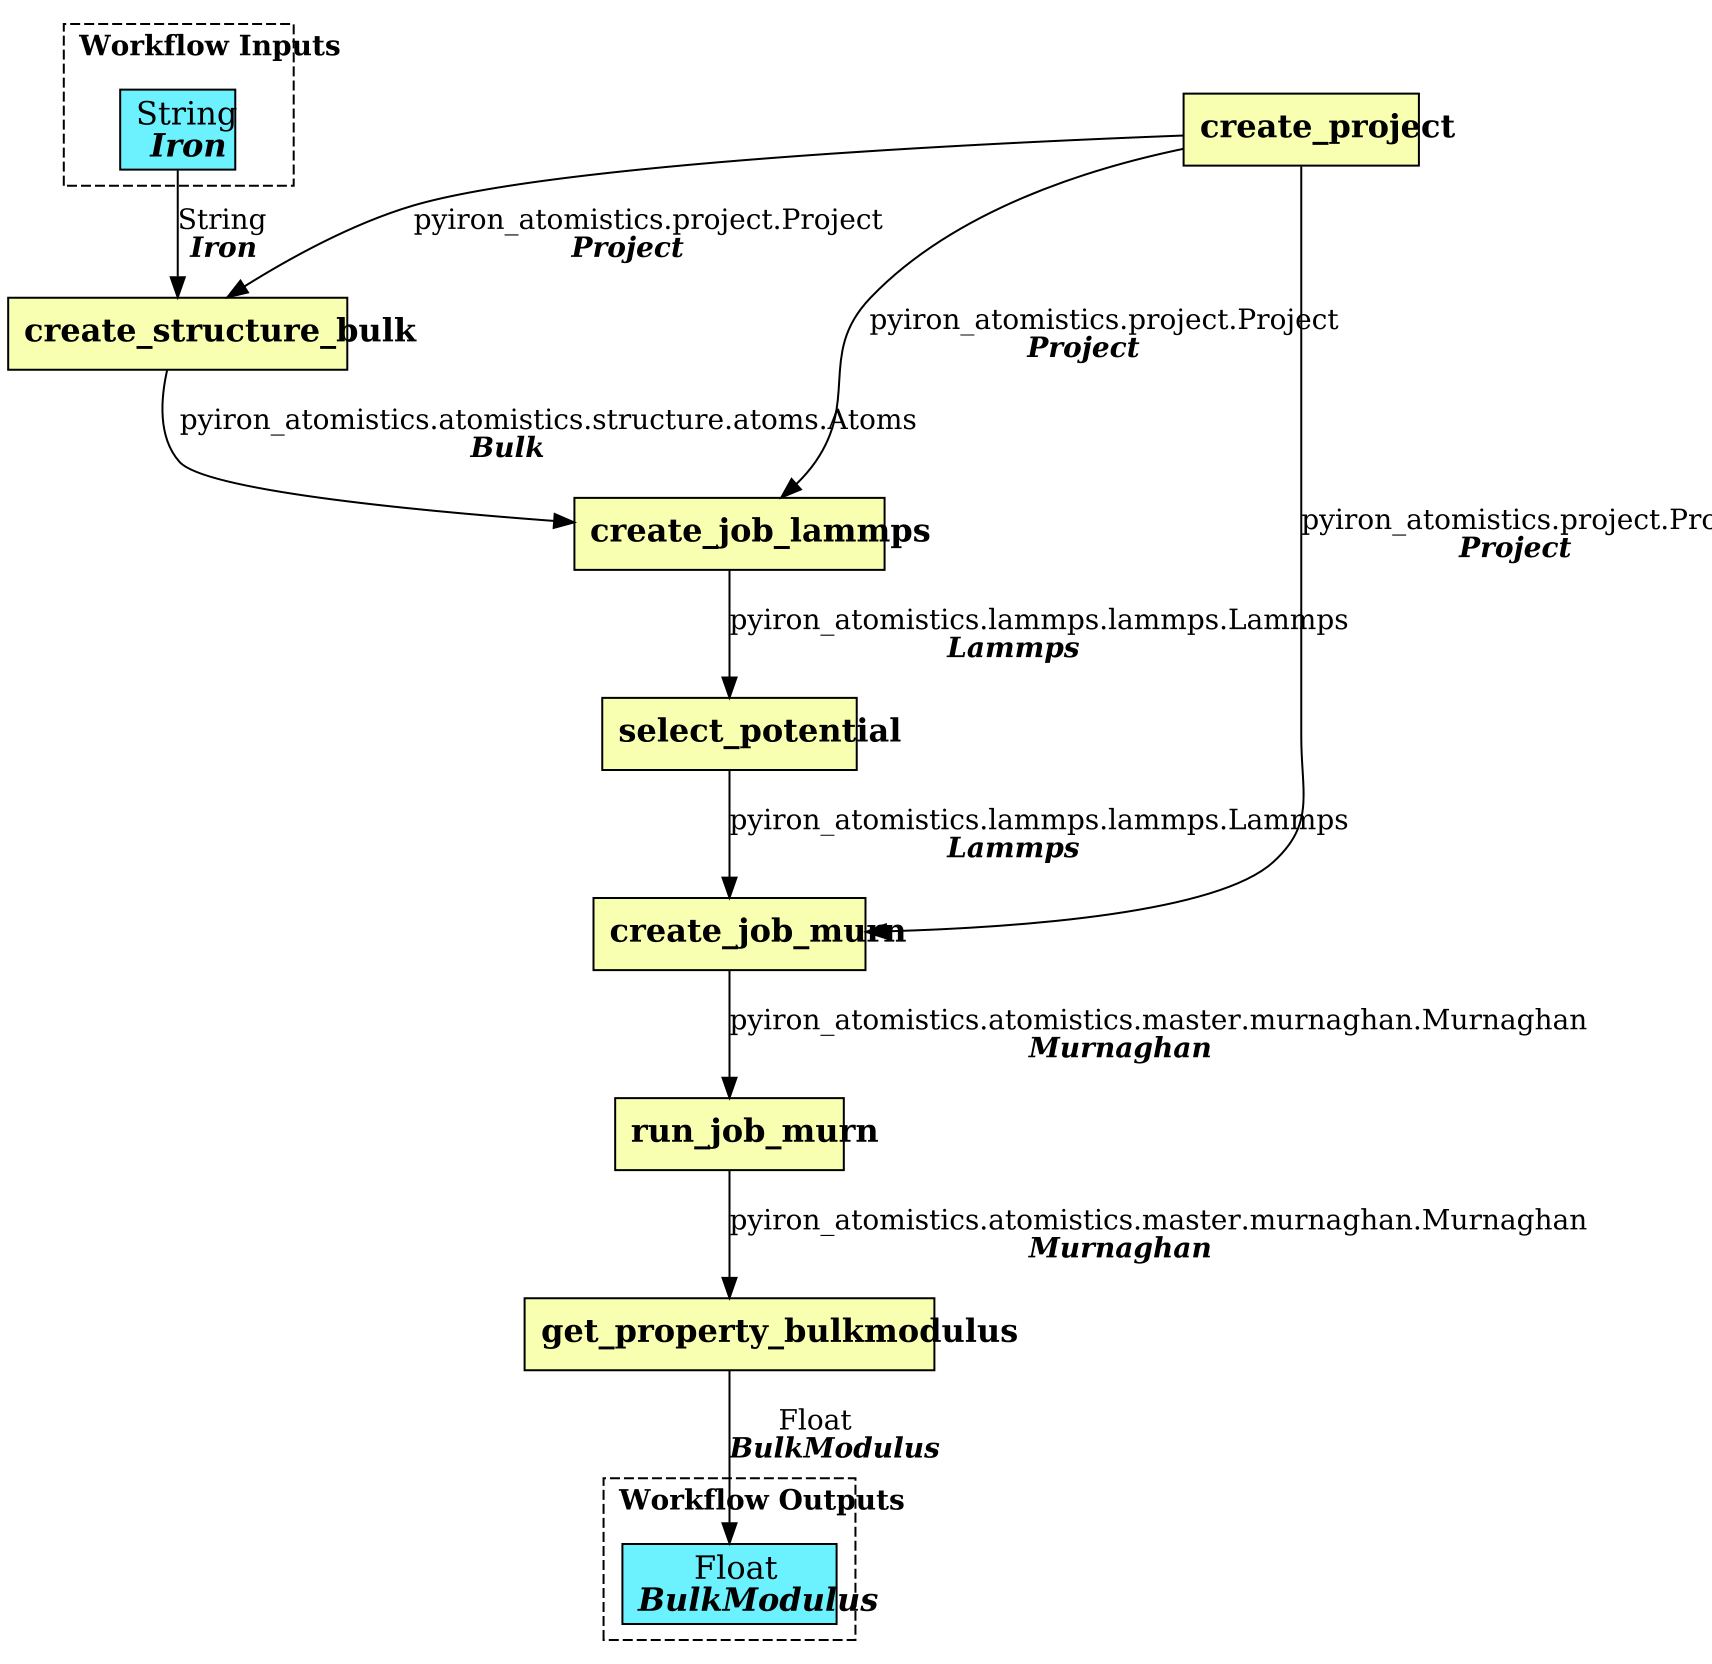 Workflow Inputs
String
Iron
create_project
String
Iron
pyiron_atomistics.project.Project
Project
create_structure_bulk
pyiron_atomistics.project.Project
Project
pyiron_atomistics.atomistics.structure.atoms.Atoms
Bulk
create_job_lammps
pyiron_atomistics.project.Pro
Project
pyiron_atomistics.lammps.lammps.Lammps
Lammps
select_potential
pyiron_atomistics.lammps.lammps.Lammps
Lammps
create_job_murn
pyiron_atomistics.atomistics.master.murnaghan.Murnaghan
Murnaghan
run_job_murn
pyiron_atomistics.atomistics.master.murnaghan.Murnaghan
Murnaghan
get_property_bulkmodulus
Float
BulkModulus
Workflow Outputs
Float
BulkModulus